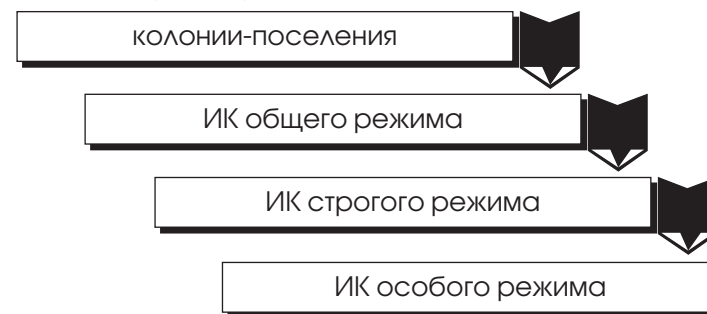 колонии-поселения
ИК общего режима
ИК строгого режима
ИК особого режима